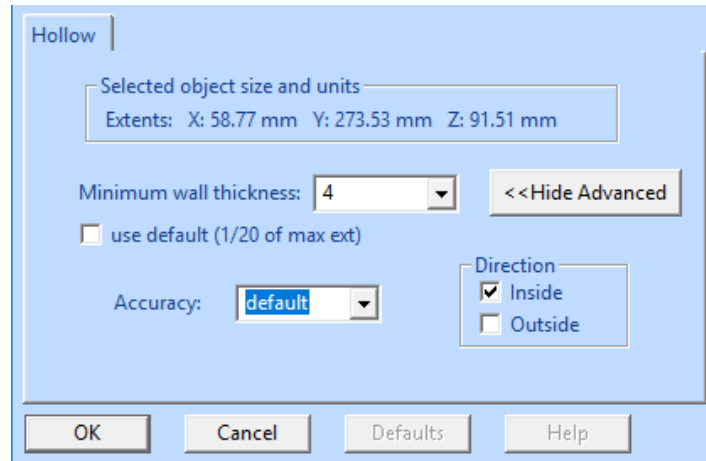 Hollow
Selected object size and units
Extents: X: 58.77 mm Y: 273.53 mm Z: 91.51 mm
Minimum wall thickness: 4 <<Hide Advanced
use default (1/20 of max ext)
Direction
Accuracy: default Inside
Outside
OK Cancel Defaults Help